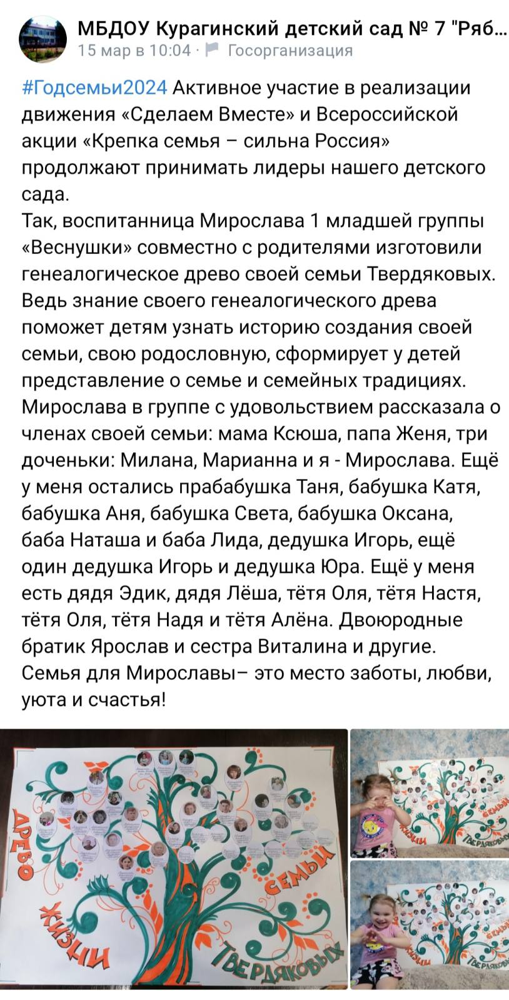 МБДОУ Курагинский детский сад № 7 "Ряб...
15 мар в 10:04 · Госорганизация
#Годсемьи2024 Активное участие в реализации
движения «Сделаем Вместе» и Всероссийской
акции «Крепка семья – сильна Россия»
продолжают принимать лидеры нашего детского
сада.
Так, воспитанница Мирослава 1 младшей группы
«Веснушки» совместно с родителями изготовили
генеалогическое древо своей семьи Твердяковых.
Ведь знание своего генеалогического древа
поможет детям узнать историю создания своей
семьи, свою родословную, сформирует у детей
представление о семье и семейных традициях.
Мирослава в группе с удовольствием рассказала о
членах своей семьи: мама Ксюша, папа Женя, три
доченьки: Милана, Марианна и я - Мирослава. Ещё
у меня остались прабабушка Таня, бабушка Катя,
бабушка Аня, бабушка Света, бабушка Оксана,
баба Наташа и баба Лида, дедушка Игорь, ещё
один дедушка Игорь и дедушка Юра. Ещё у меня
есть дядя Эдик, дядя Лёша, тётя Оля, тётя Настя,
тётя Оля, тётя Надя и тётя Алёна. Двоюродные
братик Ярослав и сестра Виталина и другие.
Семья для Мирославы– это место заботы, любви,
уюта и счастья!
ДРЕВО
ЖИЗНИ
СЕМЬИ
ТВЕРДЯКОВЫХ
ЖИЗНИ
СЕМЬИ
ТВЕРДЯКОВЫХ
ЖИЗНИ
СЕМЬИ
ТВЕРДЯКОВЫХ